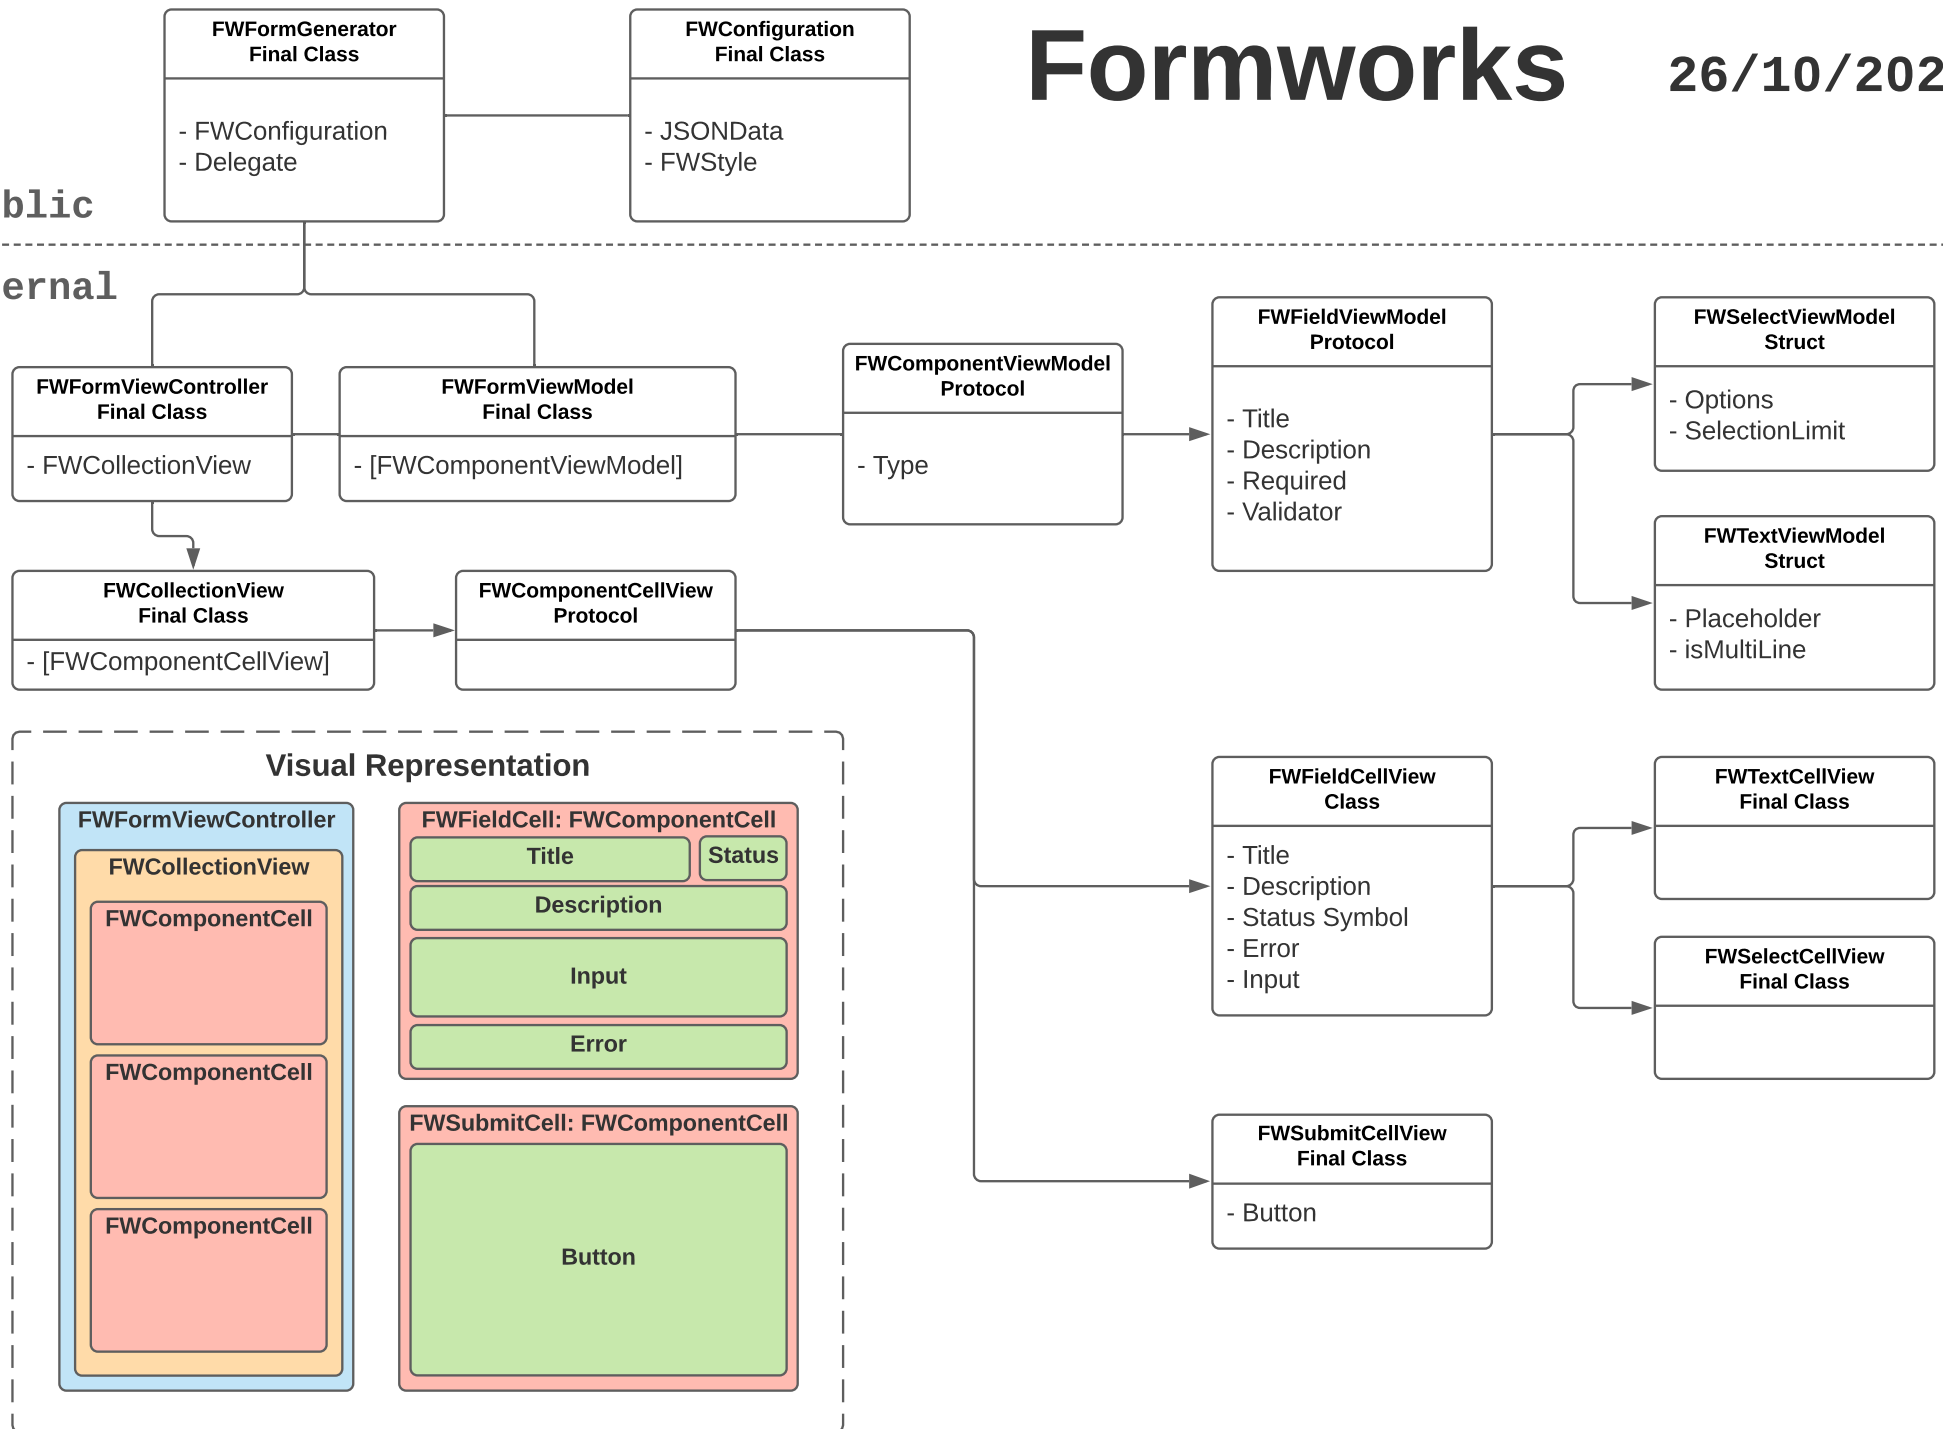 FWFormGenerator
Final Class
- FWConfiguration
- Delegate
FWConfiguration
Final Class
- JSONData
- FWStyle
Formworks
26/10/202
blic
ernal
FWFormViewController
Final Class
- FWCollectionView
FWFormViewModel
Final Class
- [FWComponentViewModel]
FWComponentViewModel
Protocol
- Type
FWFieldViewModel
Protocol
- Title
- Description
- Required
- Validator
FWSelectViewModel
Struct
- Options
- SelectionLimit
FWTextViewModel
Struct
- Placeholder
- isMultiLine
FWCollectionView
Final Class
- [FWComponentCellView]
FWComponentCellView
Protocol
Visual Representation
FWFormViewController
FWCollectionView
FWComponentCell
FWComponentCell
FWComponentCell
FWFieldCell: FWComponentCell
Title
Status
Description
Input
Error
FWSubmitCell: FWComponentCell
Button
FWFieldCellView
Class
- Title
- Description
- Status Symbol
- Error
- Input
FWTextCellView
Final Class
FWSelectCellView
Final Class
FWSubmitCellView
Final Class
- Button